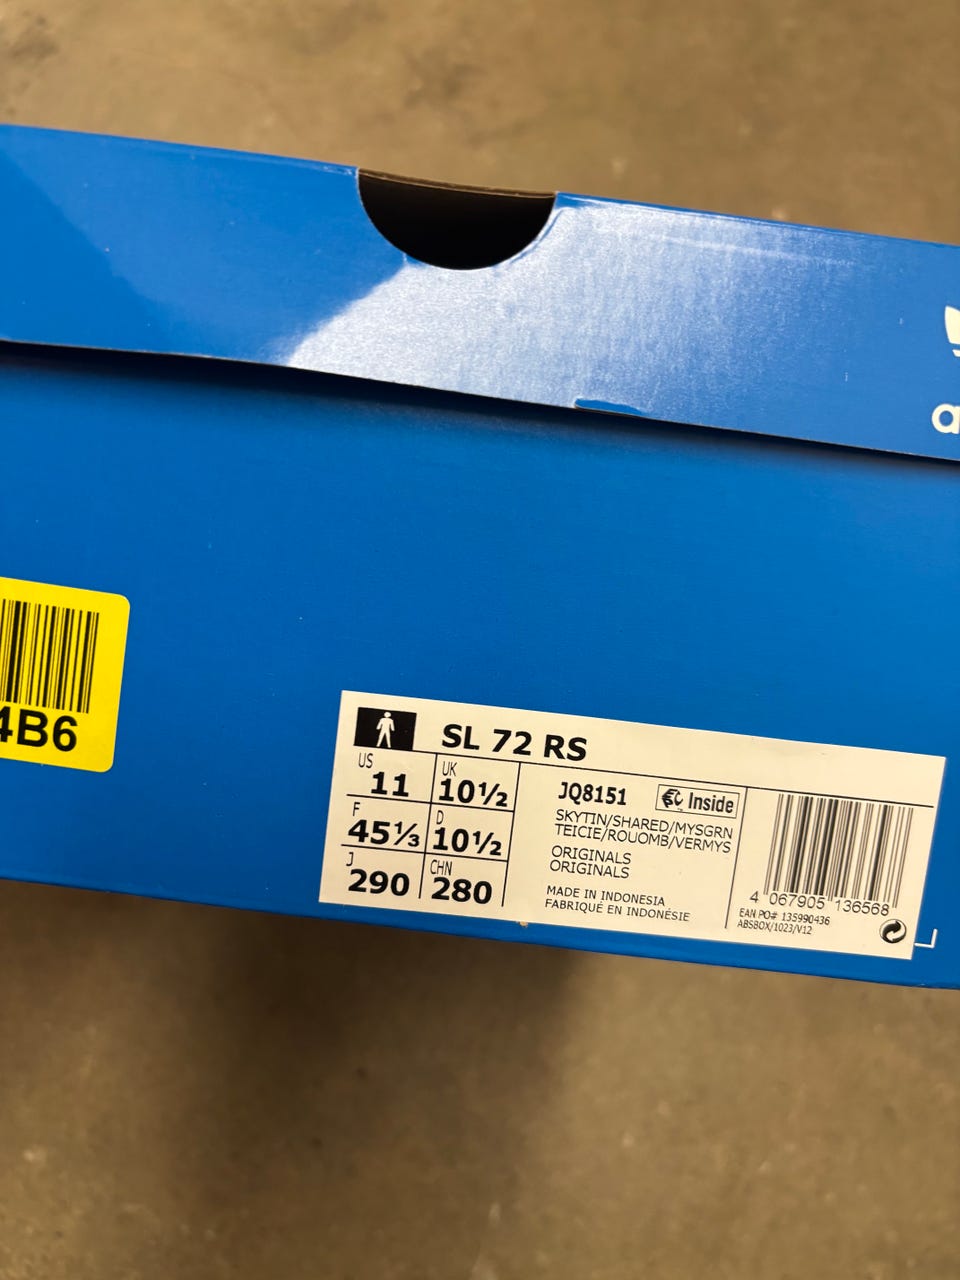 a
4B6
SL 72 RS
US 11
UK 10½
F 45⅓
D 10½
J 290
CHN 280
JQ8151
Inside
SKYTIN/SHARED/MYSGRN
TEICIE/ROUOMB/VERMYS
ORIGINALS
ORIGINALS
MADE IN INDONESIA
FABRIQUÉ EN INDONÉSIE
4 067905 136568
EAN PO# 135990436
ABSBOX/1023/V12